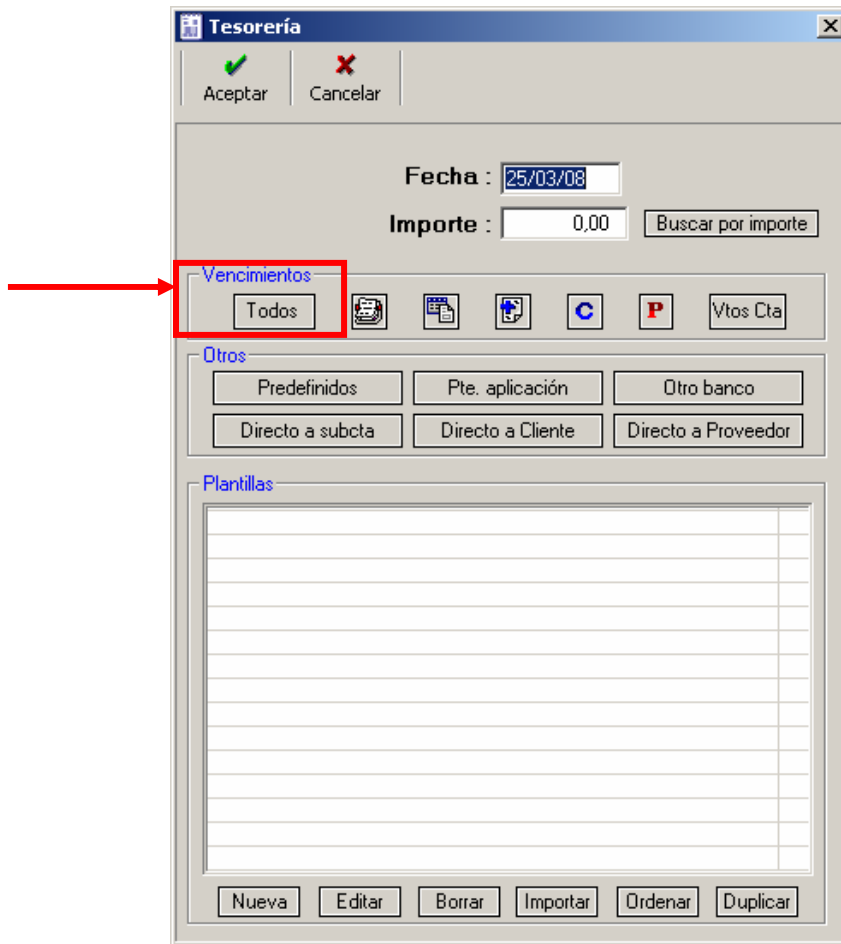 Tesorería
Aceptar Cancelar
Fecha : 25/03/08
Importe : 0,00 Buscar por importe
Vencimientos
Todos C P Vtos Cta
Otros
Predefinidos Pte. aplicación Otro banco
Directo a subcta Directo a Cliente Directo a Proveedor
Plantillas
Nueva Editar Borrar Importar Ordenar Duplicar